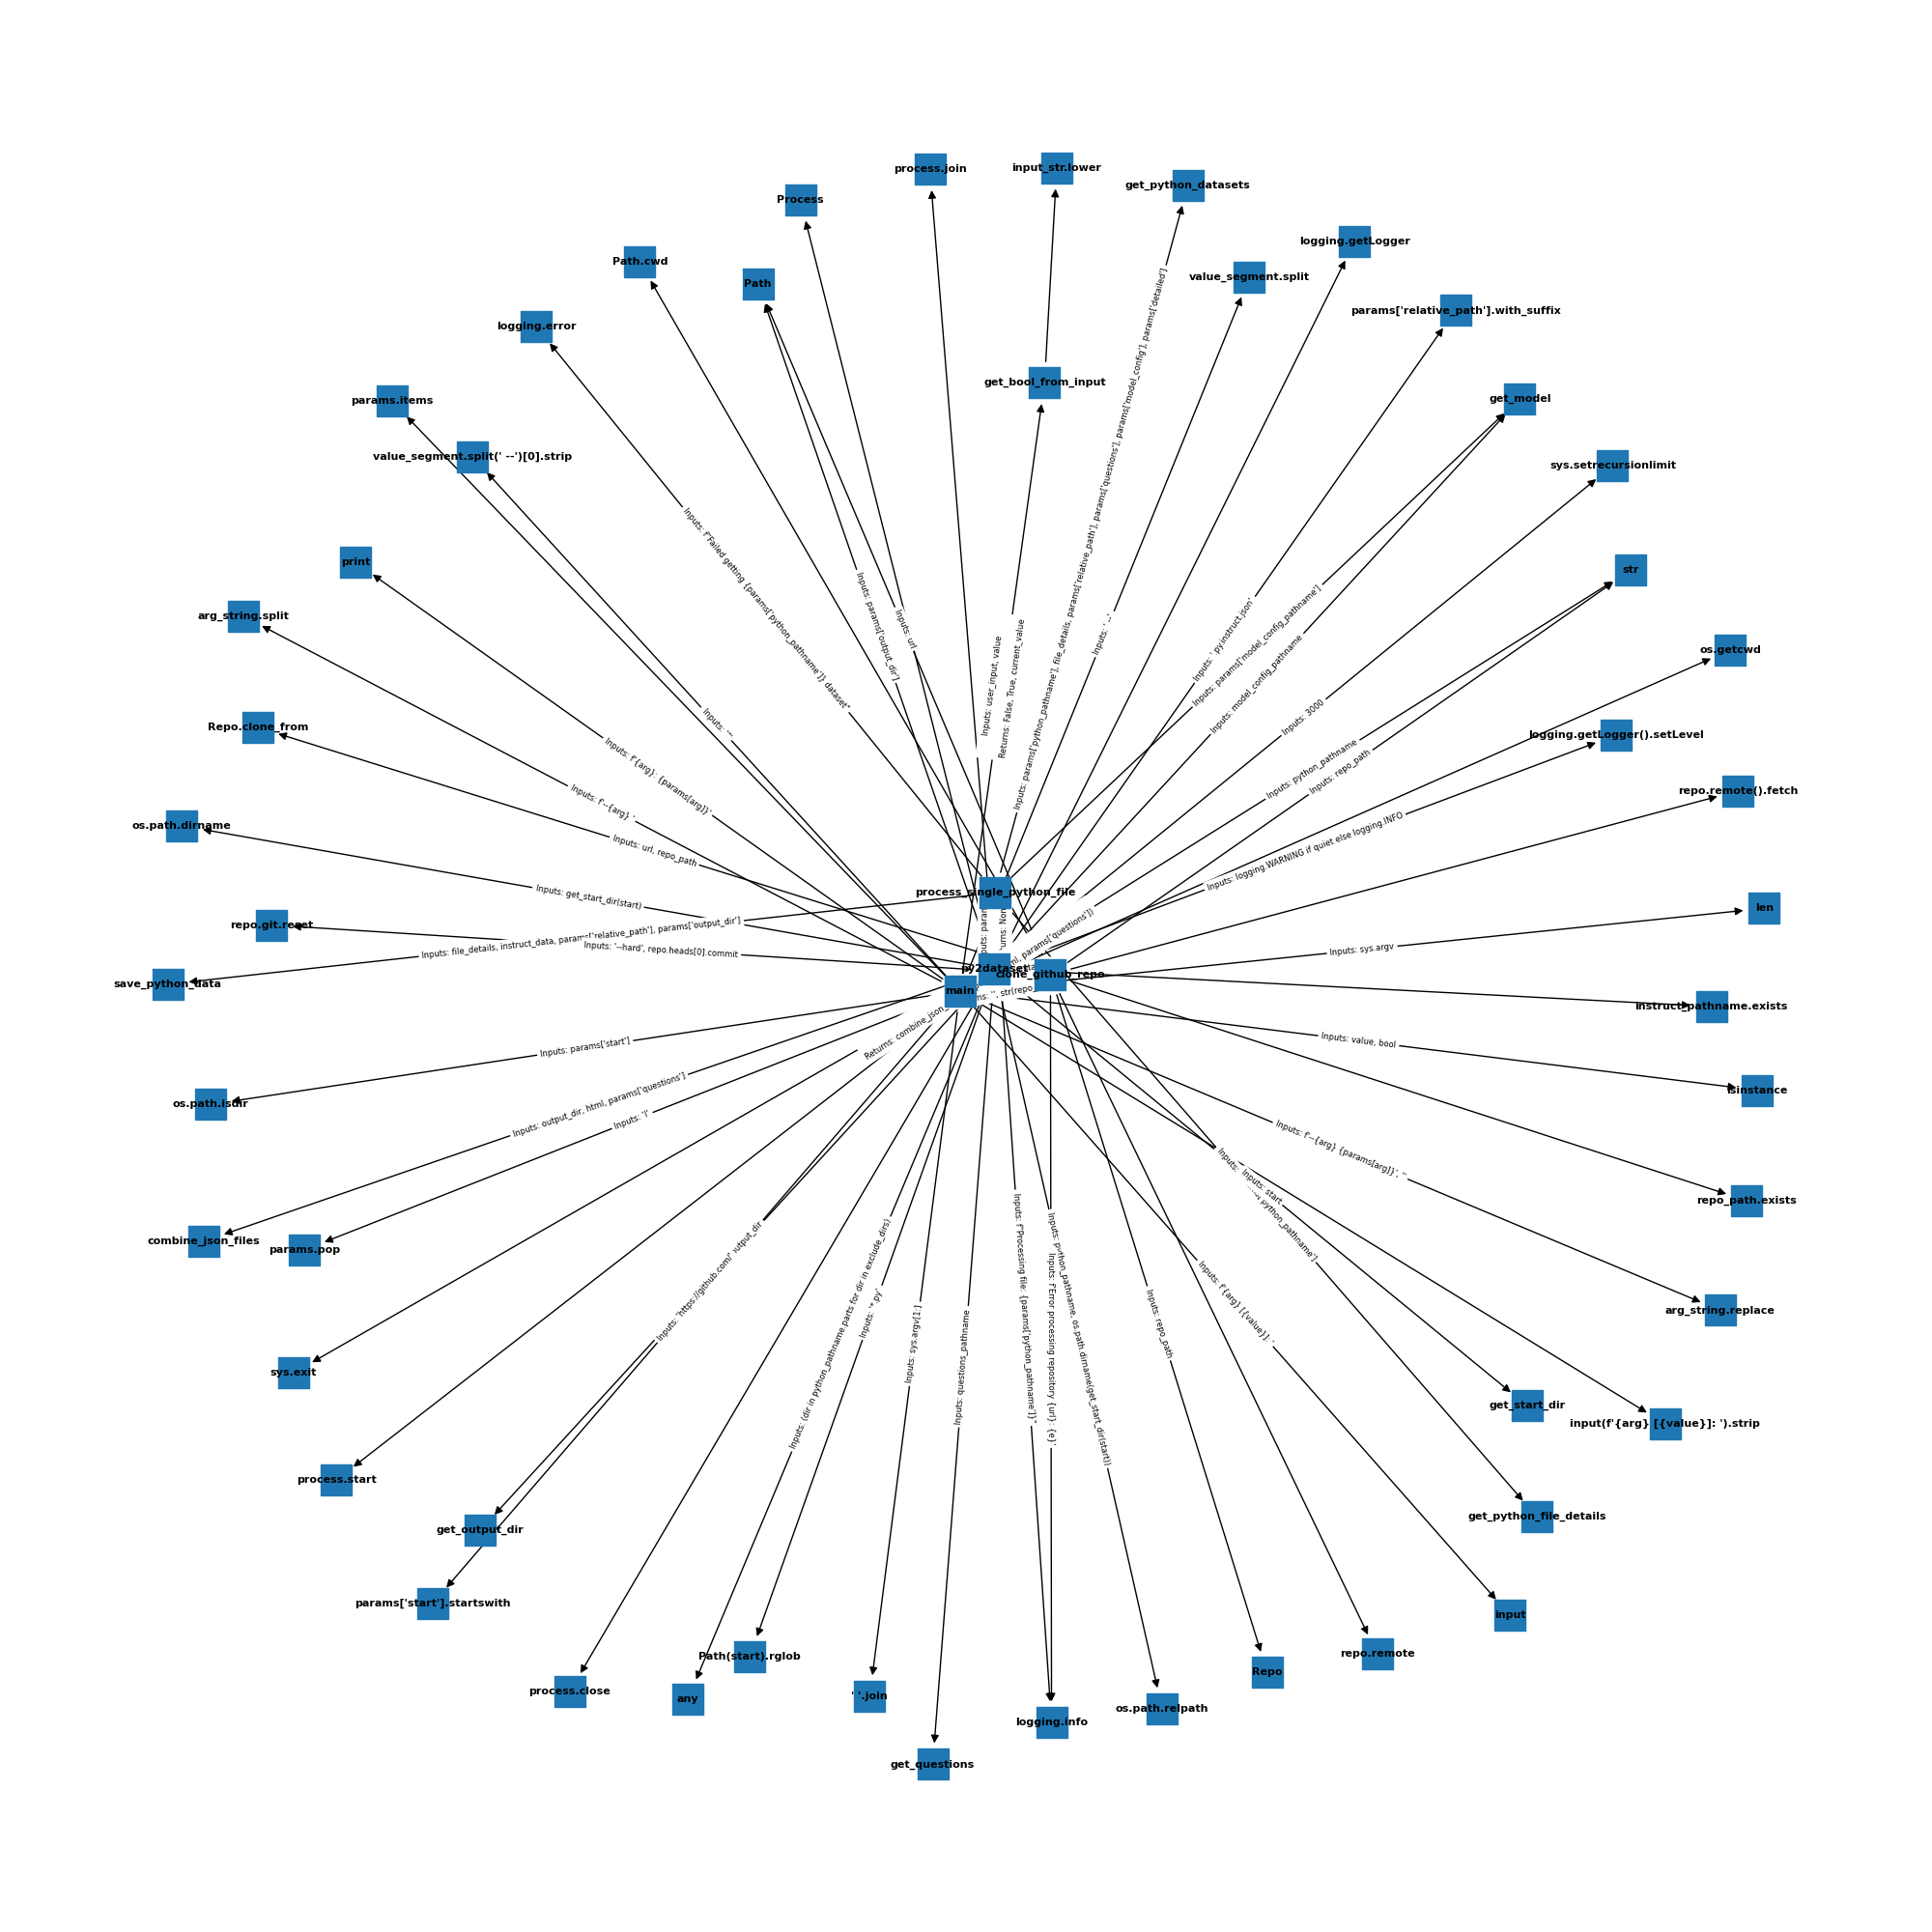 process.join
input_str.lower
get_python_datasets
Process
logging.getLogger
Path.cwd
value_segment.split
Path
params['relative_path'].with_suffix
logging.error
get_bool_from_input
get_model
params.items
value_segment.split(' --')[0].strip
sys.setrecursionlimit
print
str
arg_string.split
os.getcwd
Repo.clone_from
logging.getLogger().setLevel
repo.remote().fetch
os.path.dirname
process_single_python_file
len
repo.git.reset
py2dataset
clone_github_repo
save_python_data
main
instruct_pathname.exists
isinstance
os.path.isdir
repo_path.exists
combine_json_files
params.pop
arg_string.replace
sys.exit
get_start_dir
input(f'{arg} [{value}]: ').strip
process.start
get_python_file_details
get_output_dir
params['start'].startswith
input
Path(start).rglob
repo.remote
process.close
any
' '.join
Repo
os.path.relpath
logging.info
get_questions
Inputs: f"Failed getting {params['python_pathname']} dataset"
Inputs: params['output_dir']
Inputs: url
Inputs: user_input, value
Returns: False, True, current_value
Inputs: params['python_pathname'], file_details, params['relative_path'], params['questions'], params['model_config'], params['detailed']
Inputs: ' --'
Inputs: '.py.instruct.json'
Inputs: params['model_config_pathname']
Inputs: model_config_pathname
Inputs: 3000
Inputs: python_pathname
Inputs: repo_path
Inputs: logging.WARNING if quiet else logging.INFO
Inputs: sys.argv
Inputs: value, bool
Inputs: f'--{arg} {params[arg]}', ''
Inputs: start
python_pathname']
Inputs: f'{arg} [{value}]: '
Inputs: repo_path
Inputs: python_pathname, os.path.dirname(get_start_dir(start))
Inputs: f'Error processing repository {url}: {e}'
Inputs: f"Processing file: {params['python_pathname']}"
Inputs: questions_pathname
Inputs: sys.argv[1:]
Inputs: '*.py'
Inputs: (dir in python_pathname.parts for dir in exclude_dirs)
Inputs: 'https://github.com/'
output_dir
Returns: combine_json_
Inputs: 'I'
Inputs: output_dir, html, params['questions']
Inputs: params['start']
Inputs: file_details, instruct_data, params['relative_path'], params['output_dir']
Inputs: '--hard', repo.heads[0].commit
Inputs: get_start_dir(start)
Inputs: url, repo_path
Inputs: f'--{arg} '
Inputs: f'{arg}: {params[arg]}'
Inputs: '"'